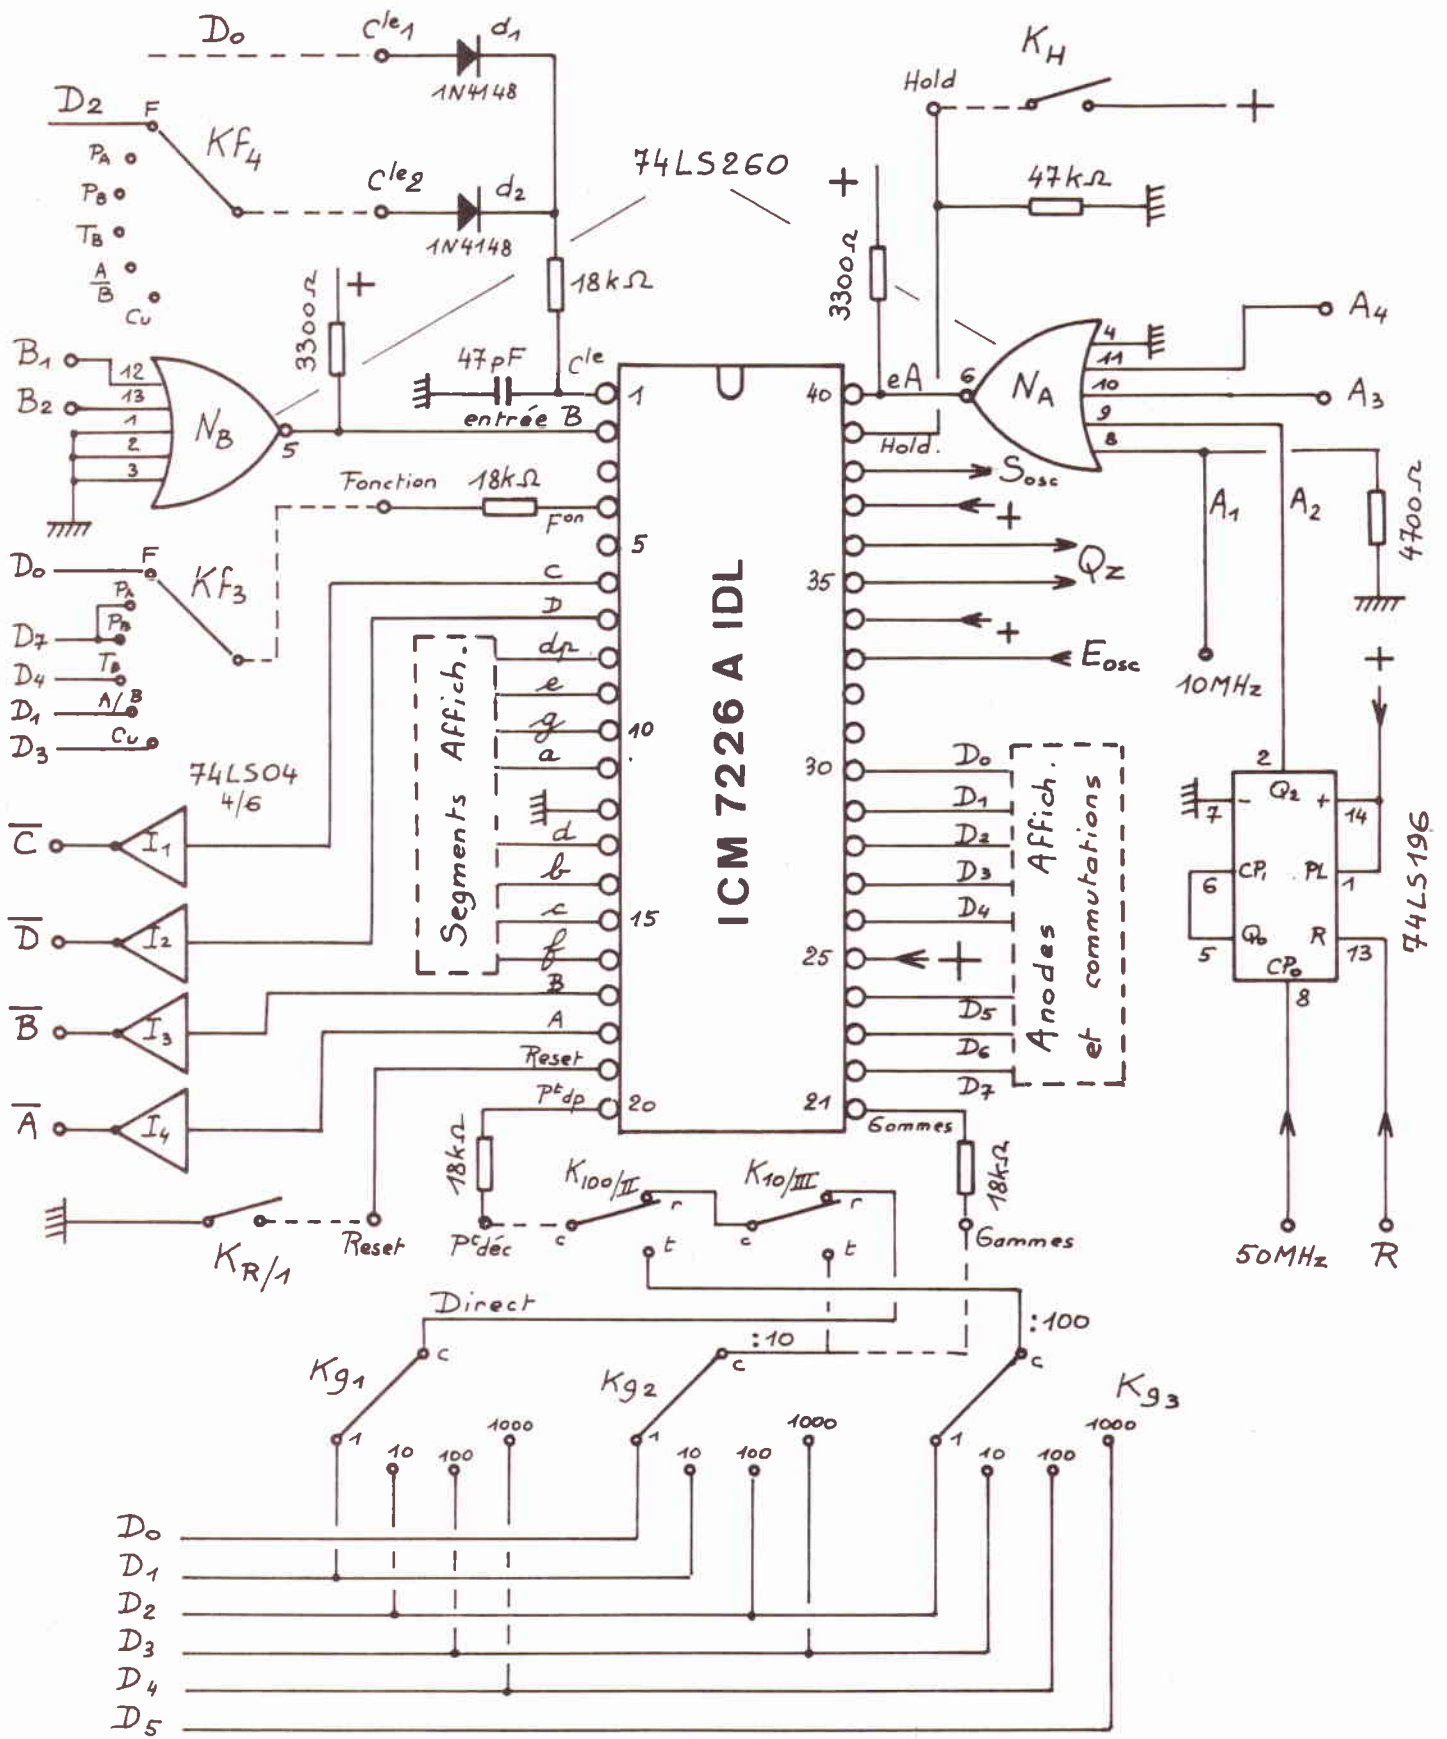 D0
Cle1
d1
1N4148
KH
Hold
+
D2
F
Kf4
PA
PB
TB
A
B
Cu
Cle2
d2
1N4148
74LS260
+
47kΩ
3300Ω
+
18kΩ
3300Ω
A4
B1
12
B2
13
1
2
3
NB
5
47pF
Cle
entrée B
1
40
eA
6
NA
4
11
10
9
8
A3
Hold.
Fonction
18kΩ
Fon
Sosc
+
A1
A2
4700Ω
D0
F
Kf3
PA
PB
D7
TB
D4
A/B
D1
Cu
D3
5
C
D
35
Qz
+
Eosc
10MHz
+
ICM 7226 A IDL
Segments Affich.
dp
e
g
a
d
b
c
f
B
A
Reset
Pt dp
10
15
20
30
25
21
D0
D1
D2
D3
D4
+
D5
D6
D7
Anodes Affich.
et commutations
Gammes
74LS04
4/6
C
I1
D
I2
B
I3
A
I4
2
7
-
Q2
+
14
6
CP1
PL
1
5
Q0
R
13
CP0
8
74LS196
50MHz
R
KR/1
Reset
18kΩ
Pt déc
K100/II
c
r
t
K10/III
c
r
t
18kΩ
Gammes
Direct
:10
:100
Kg1
c
1
10
100
1000
Kg2
c
1
10
100
1000
Kg3
c
1
10
100
1000
D0
D1
D2
D3
D4
D5